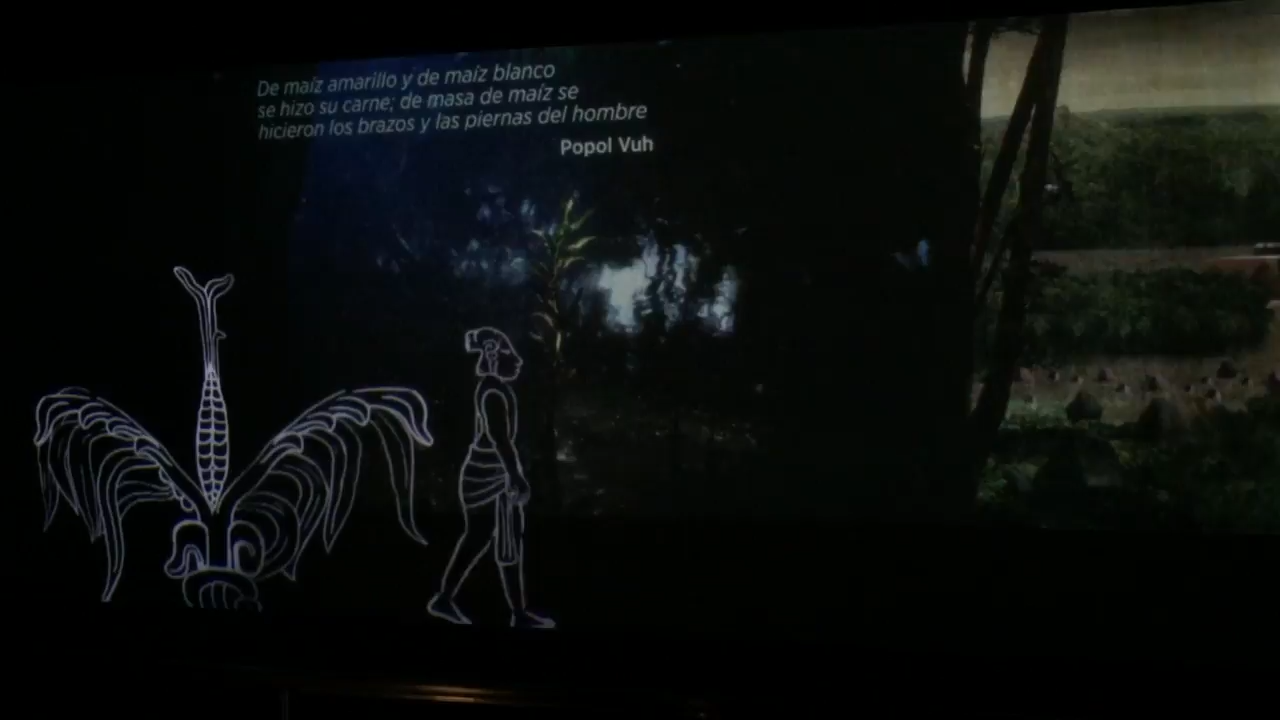 De maíz amarillo y de maíz blanco
se hizo su carne; de masa de maíz se
hicieron los brazos y las piernas del hombre
Popol Vuh